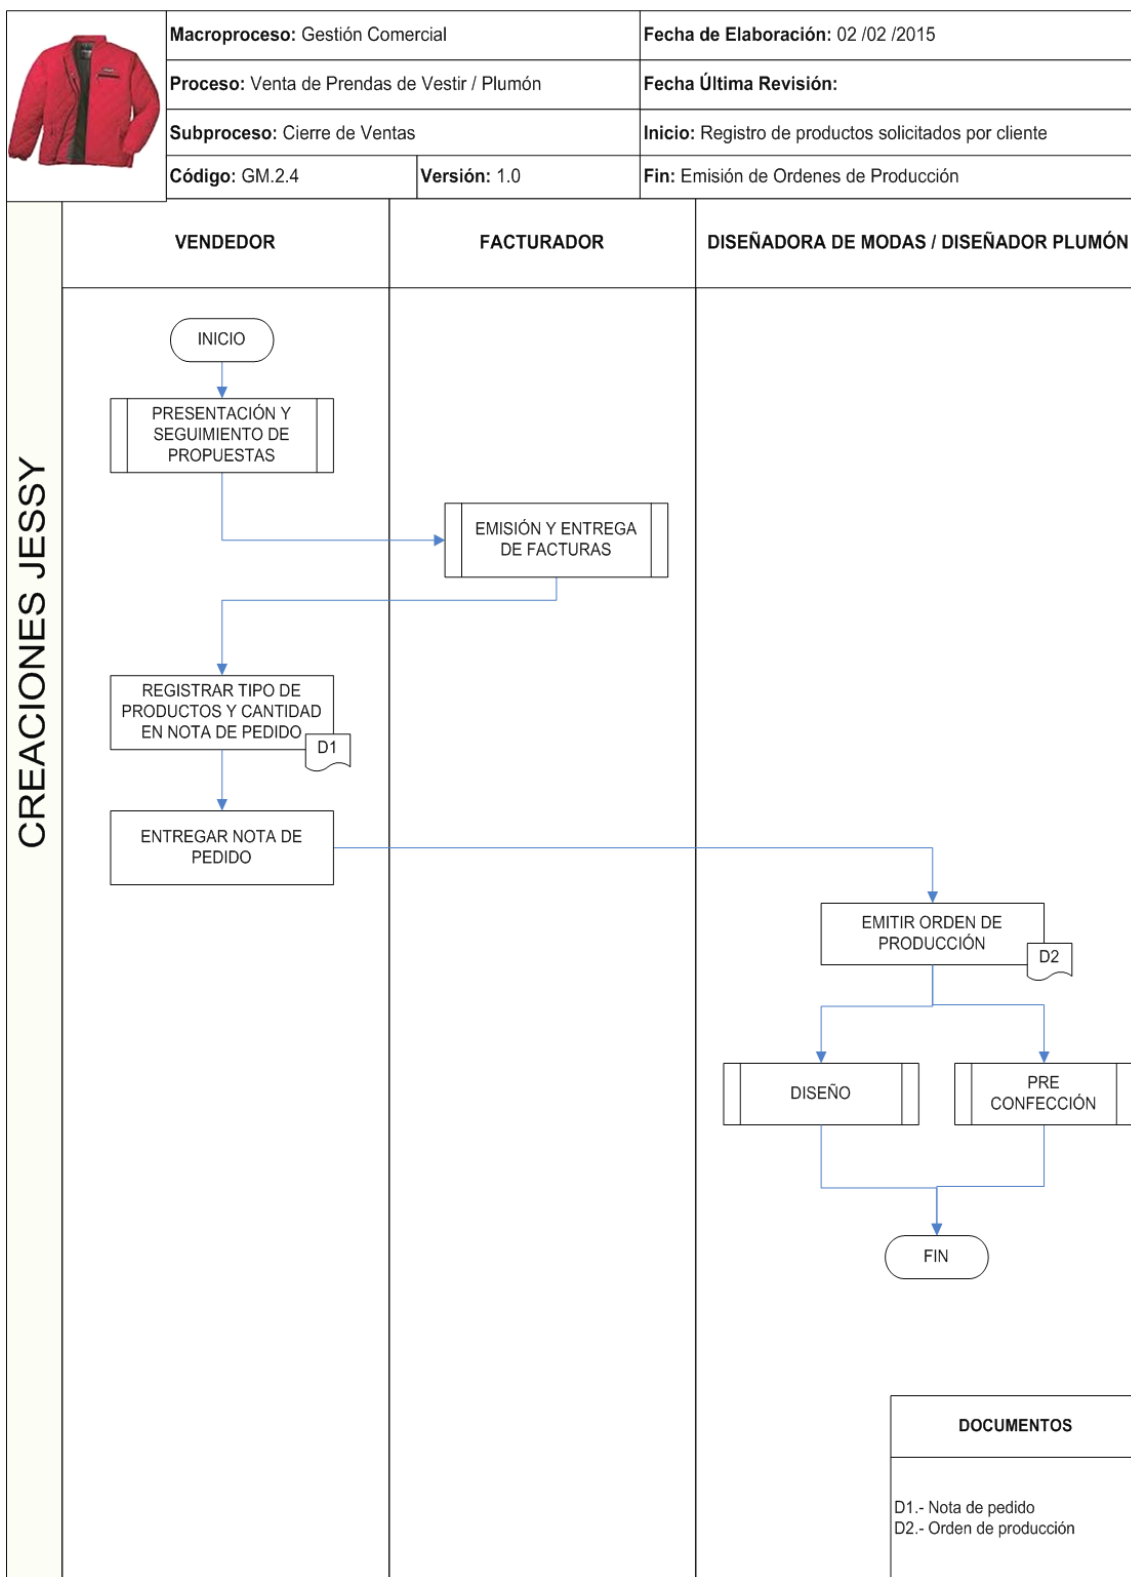 Macroproceso: Gestión Comercial
Fecha de Elaboración: 02 /02 /2015
Proceso: Venta de Prendas de Vestir / Plumón
Fecha Última Revisión:
Subproceso: Cierre de Ventas
Inicio: Registro de productos solicitados por cliente
Código: GM.2.4
Versión: 1.0
Fin: Emisión de Ordenes de Producción
CREACIONES JESSY
VENDEDOR
FACTURADOR
DISEÑADORA DE MODAS / DISEÑADOR PLUMÓN
INICIO
PRESENTACIÓN Y
SEGUIMIENTO DE
PROPUESTAS
EMISIÓN Y ENTREGA
DE FACTURAS
REGISTRAR TIPO DE
PRODUCTOS Y CANTIDAD
EN NOTA DE PEDIDO
D1
ENTREGAR NOTA DE
PEDIDO
EMITIR ORDEN DE
PRODUCCIÓN
D2
DISEÑO
PRE
CONFECCIÓN
FIN
DOCUMENTOS
D1.- Nota de pedido
D2.- Orden de producción